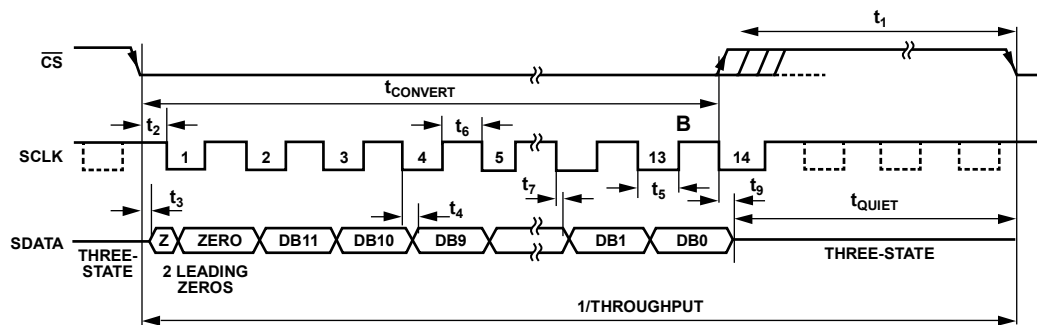 t1
CS
tCONVERT
t2
t6
B
SCLK
1
2
3
4
5
13
14
t3
t4
t7
t5
t9
tQUIET
SDATA
Z
ZERO
DB11
DB10
DB9
DB1
DB0
THREE-
STATE
2 LEADING
ZEROS
THREE-STATE
1/THROUGHPUT